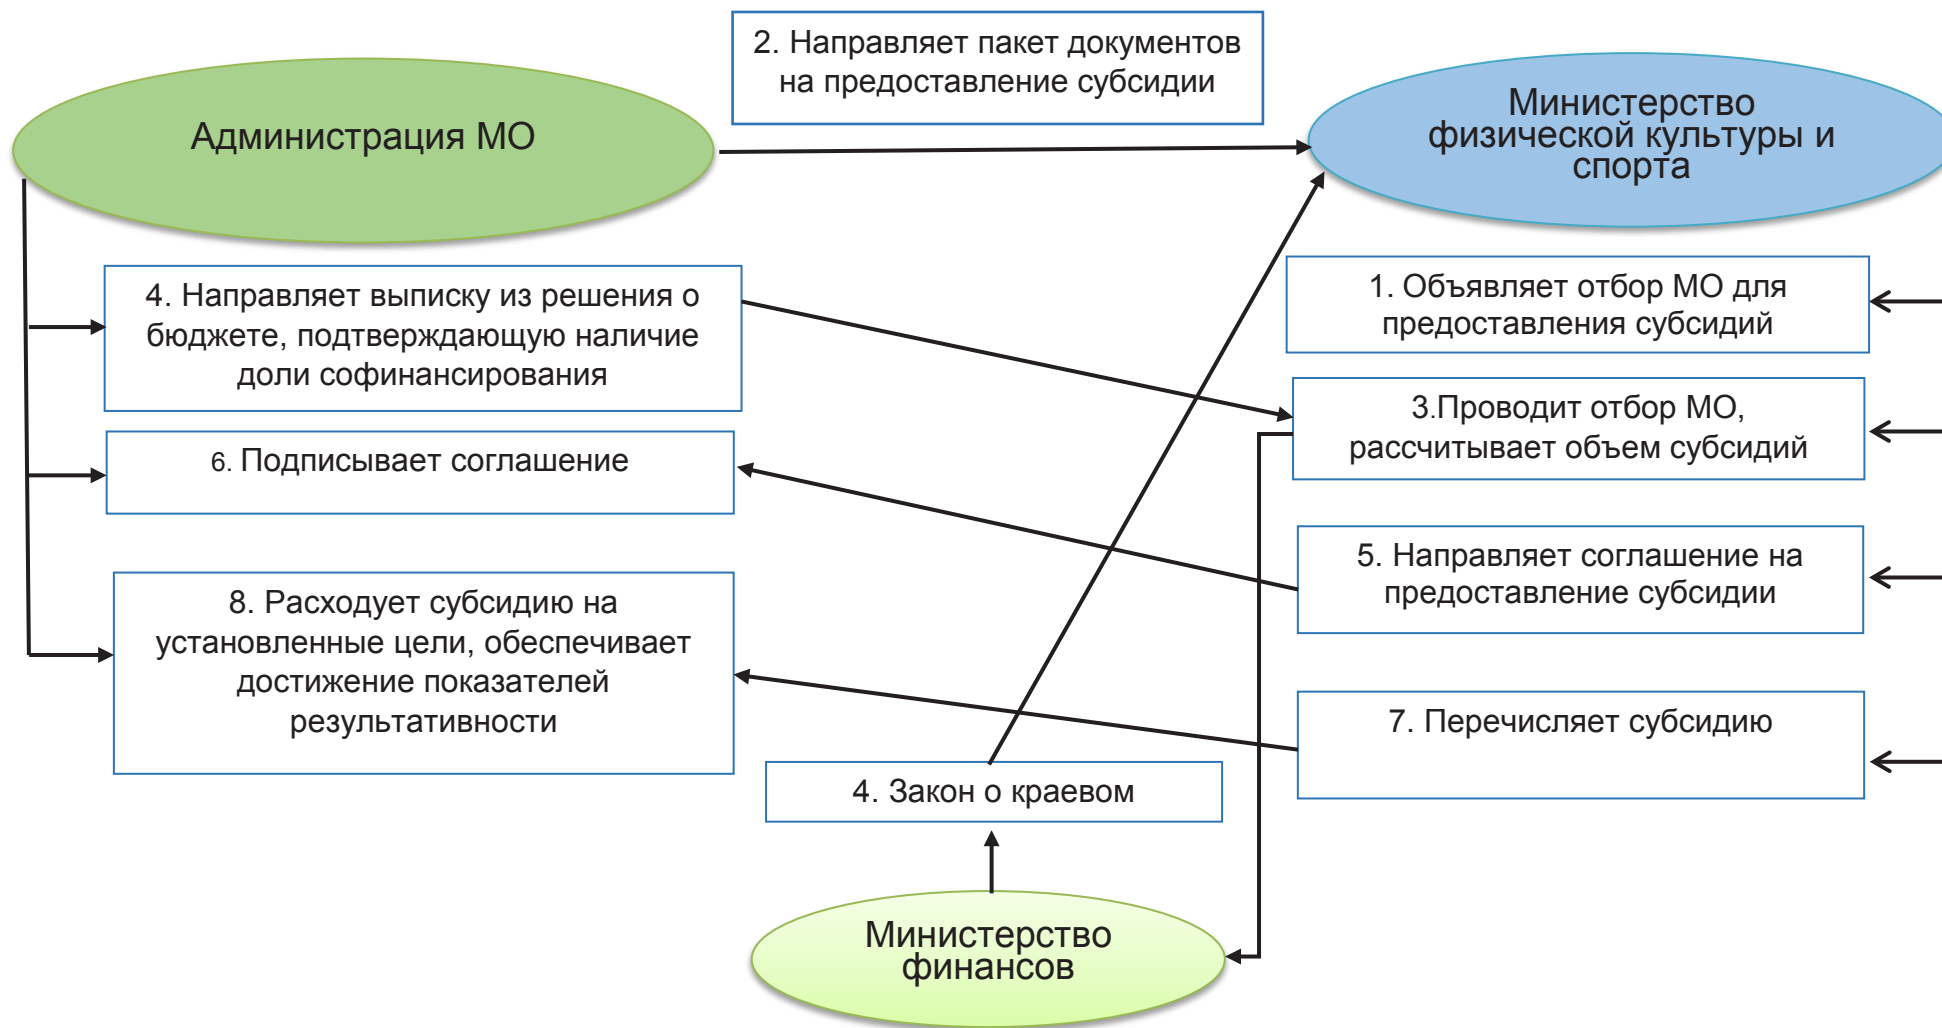 2. Направляет пакет документов
на предоставление субсидии
Администрация МО
Министерство
физической культуры и
спорта
4. Направляет выписку из решения о
бюджете, подтверждающую наличие
доли софинансирования
1. Объявляет отбор МО для
предоставления субсидий
3.Проводит отбор МО,
рассчитывает объем субсидий
6. Подписывает соглашение
5. Направляет соглашение на
предоставление субсидии
8. Расходует субсидию на
установленные цели, обеспечивает
достижение показателей
результативности
7. Перечисляет субсидию
4. Закон о краевом
Министерство
финансов